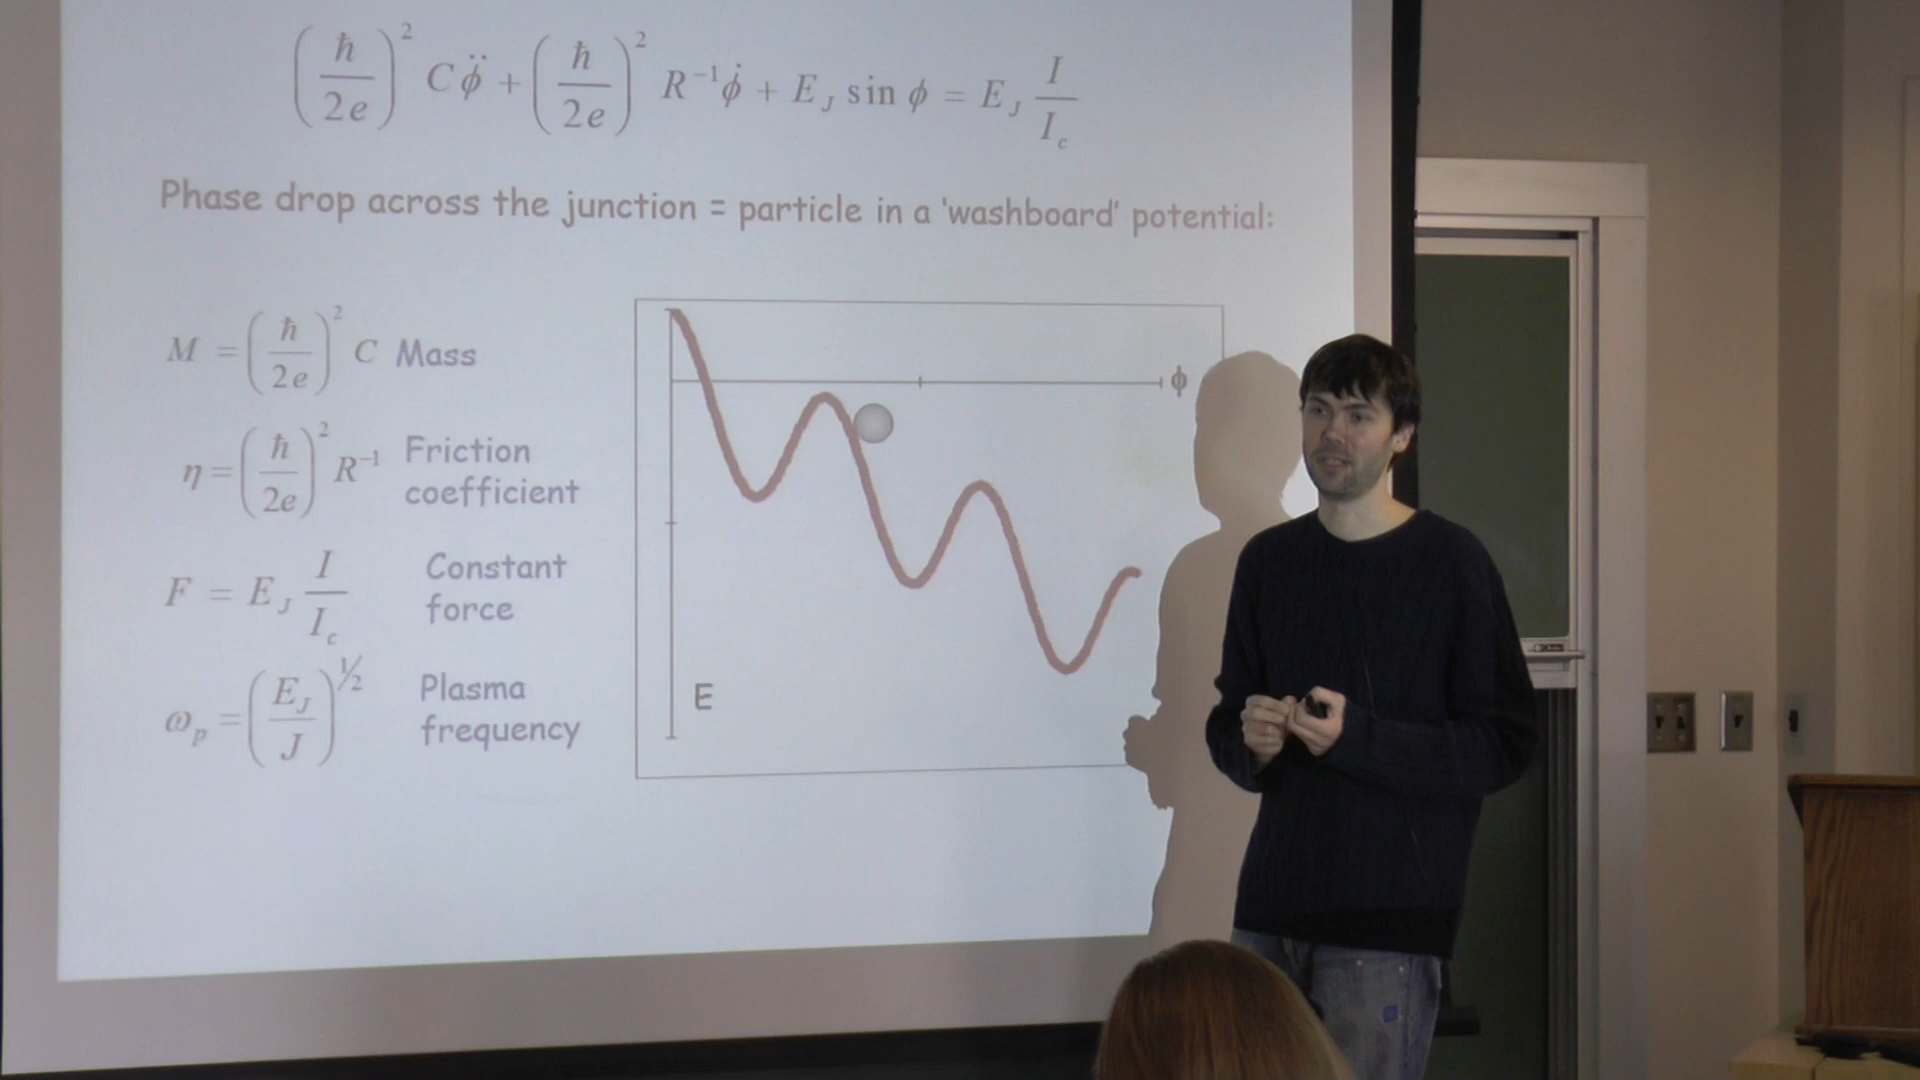 (ħ/2e)² C ϕ̈ + (ħ/2e)² R⁻¹ ϕ̇ + E_J sin ϕ = E_J I/I_c
Phase drop across the junction = particle in a 'washboard' potential:
M = (ħ/2e)² C Mass
η = (ħ/2e)² R⁻¹ Friction
coefficient
F = E_J I/I_c Constant
force
ω_p = (E_J/J)^½ Plasma
frequency
ϕ
E